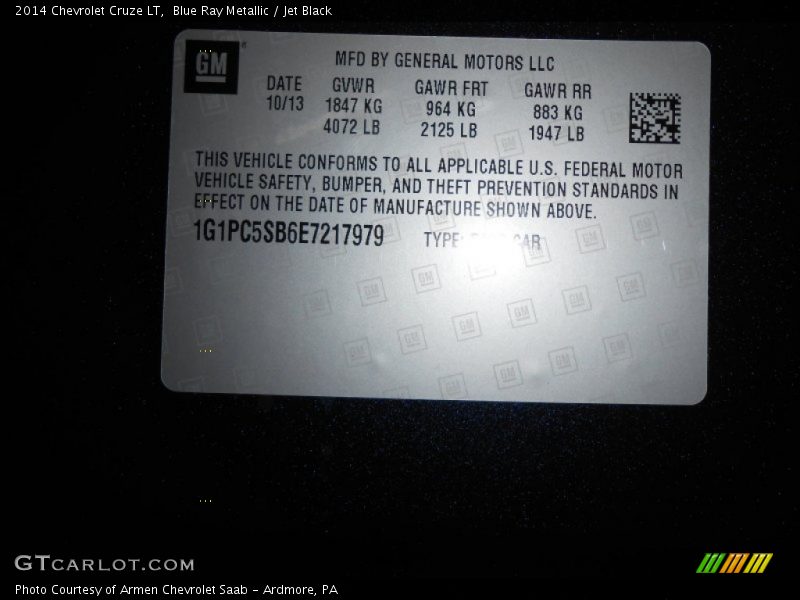 2014 Chevrolet Cruze LT,  Blue Ray Metallic / Jet Black
GM
MFD BY GENERAL MOTORS LLC
DATE GVWR GAWR FRT GAWR RR
10/13 1847 KG 964 KG 883 KG
4072 LB 2125 LB 1947 LB
THIS VEHICLE CONFORMS TO ALL APPLICABLE U.S. FEDERAL MOTOR
VEHICLE SAFETY, BUMPER, AND THEFT PREVENTION STANDARDS IN
EFFECT ON THE DATE OF MANUFACTURE SHOWN ABOVE.
1G1PC5SB6E7217979 TYPE: CAR
GTCARLOT.COM
Photo Courtesy of Armen Chevrolet Saab - Ardmore, PA